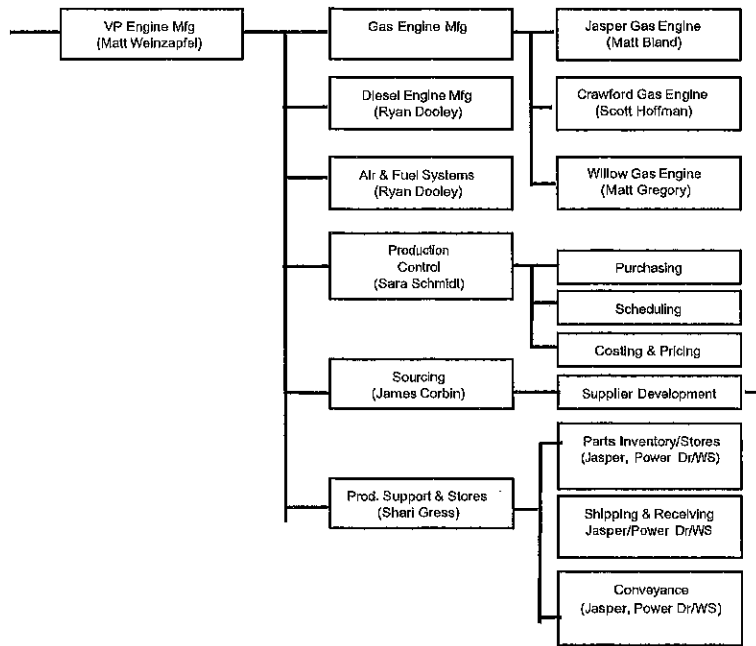 VP Engine Mfg
(Matt Weinzapfel)
Gas Engine Mfg
Jasper Gas Engine
(Matt Bland)
Diesel Engine Mfg
(Ryan Dooley)
Crawford Gas Engine
(Scott Hoffman)
Air & Fuel Systems
(Ryan Dooley)
Willow Gas Engine
(Matt Gregory)
Production
Control
(Sara Schmidt)
Purchasing
Scheduling
Costing & Pricing
Sourcing
(James Corbin)
Supplier Development
Parts Inventory/Stores
(Jasper, Power Dr/WS)
Prod. Support & Stores
(Shari Gress)
Shipping & Receiving
Jasper/Power Dr/WS
Conveyance
(Jasper, Power Dr/WS)